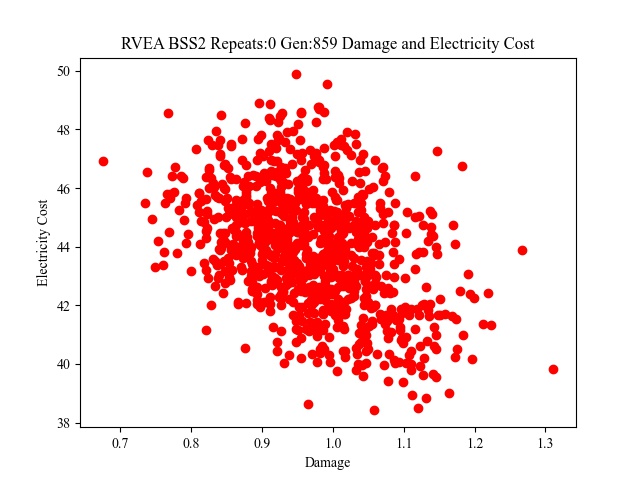 RVEA BSS2 Repeats:0 Gen:859 Damage and Electricity Cost
50
48
46
44
42
40
38
Electricity Cost
0.7 0.8 0.9 1.0 1.1 1.2 1.3
Damage